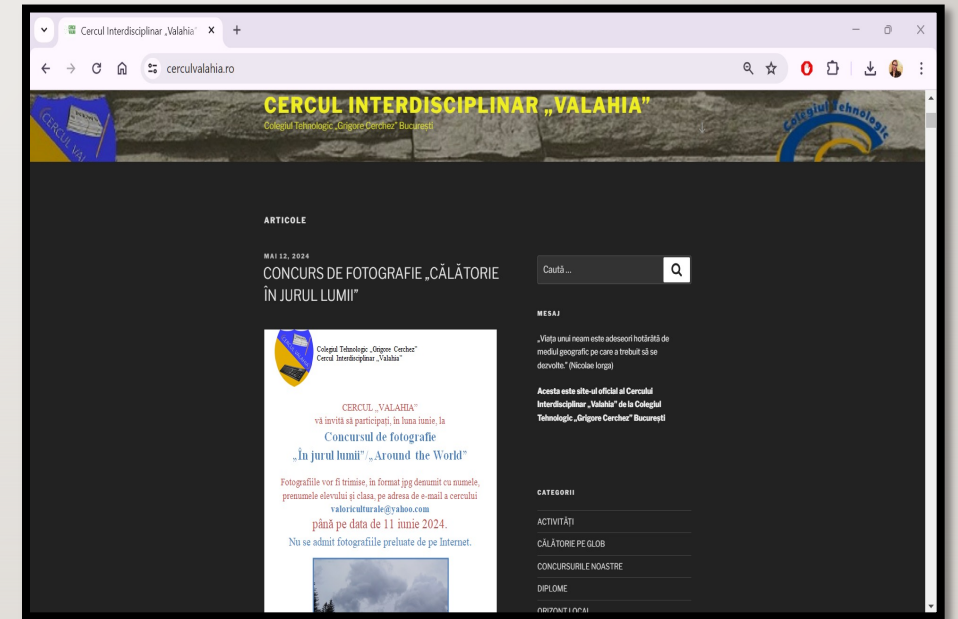 Cercul Interdisciplinar „Valahia"
cerculvalahia.ro
CERCUL INTERDISCIPLINAR „VALAHIA”
Colegiul Tehnologic „Grigore Cerchez” București
CERCUL VALAHIA
Colegiul Tehnologic
ARTICOLE
MAI 12, 2024
CONCURS DE FOTOGRAFIE „CĂLĂTORIE
ÎN JURUL LUMII”
Colegiul Tehnologic „Grigore Cerchez”
Cercul Interdisciplinar „Valahia”
CERCUL „VALAHIA”
vă invită să participați, în luna iunie, la
Concursul de fotografie
„În jurul lumii”/„Around the World”
Fotografiile vor fi trimise, în format jpg denumit cu numele,
prenumele elevului și clasa, pe adresa de e-mail a cercului
valoriculturale@yahoo.com
până pe data de 11 iunie 2024.
Nu se admit fotografiile preluate de pe Internet.
Caută ...
MESAJ
„Viața unui neam este adeseori hotărâtă de
mediul geografic pe care a trebuit să se
dezvolte.” (Nicolae Iorga)
Acesta este site-ul oficial al Cercului
Interdisciplinar „Valahia” de la Colegiul
Tehnologic „Grigore Cerchez” București
CATEGORII
ACTIVITĂȚI
CĂLĂTORIE PE GLOB
CONCURSURILE NOASTRE
DIPLOME
ORIZONT LOCAL